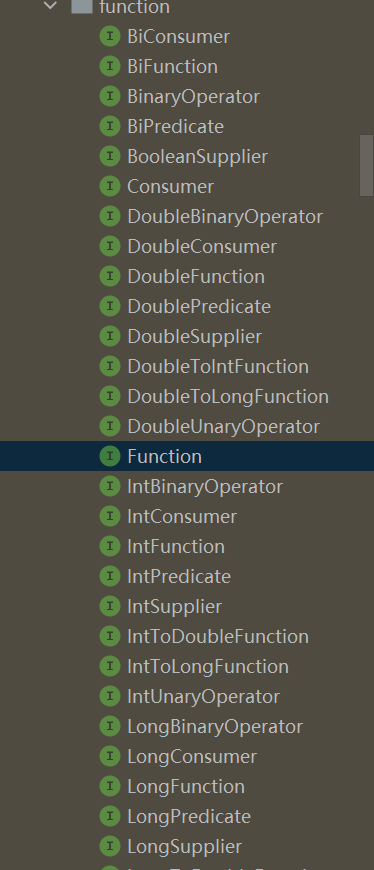 function
I BiConsumer
I BiFunction
I BinaryOperator
I BiPredicate
I BooleanSupplier
I Consumer
I DoubleBinaryOperator
I DoubleConsumer
I DoubleFunction
I DoublePredicate
I DoubleSupplier
I DoubleToIntFunction
I DoubleToLongFunction
I DoubleUnaryOperator
I Function
I IntBinaryOperator
I IntConsumer
I IntFunction
I IntPredicate
I IntSupplier
I IntToDoubleFunction
I IntToLongFunction
I IntUnaryOperator
I LongBinaryOperator
I LongConsumer
I LongFunction
I LongPredicate
I LongSupplier